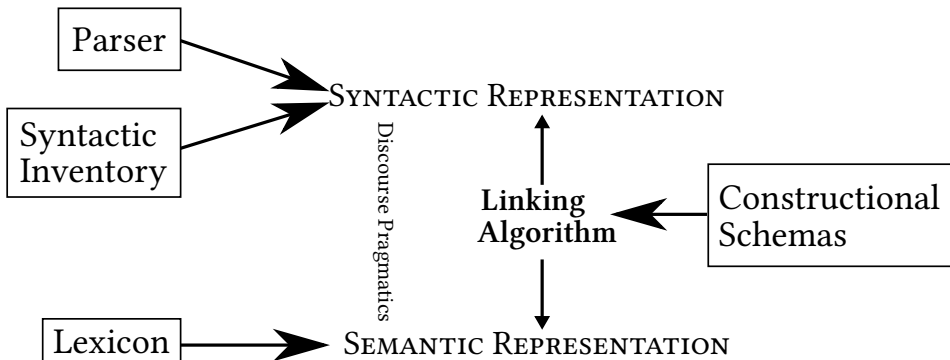 Parser
SYNTACTIC REPRESENTATION
Syntactic
Inventory
Discourse Pragmatics
Linking
Algorithm
Constructional
Schemas
Lexicon
SEMANTIC REPRESENTATION